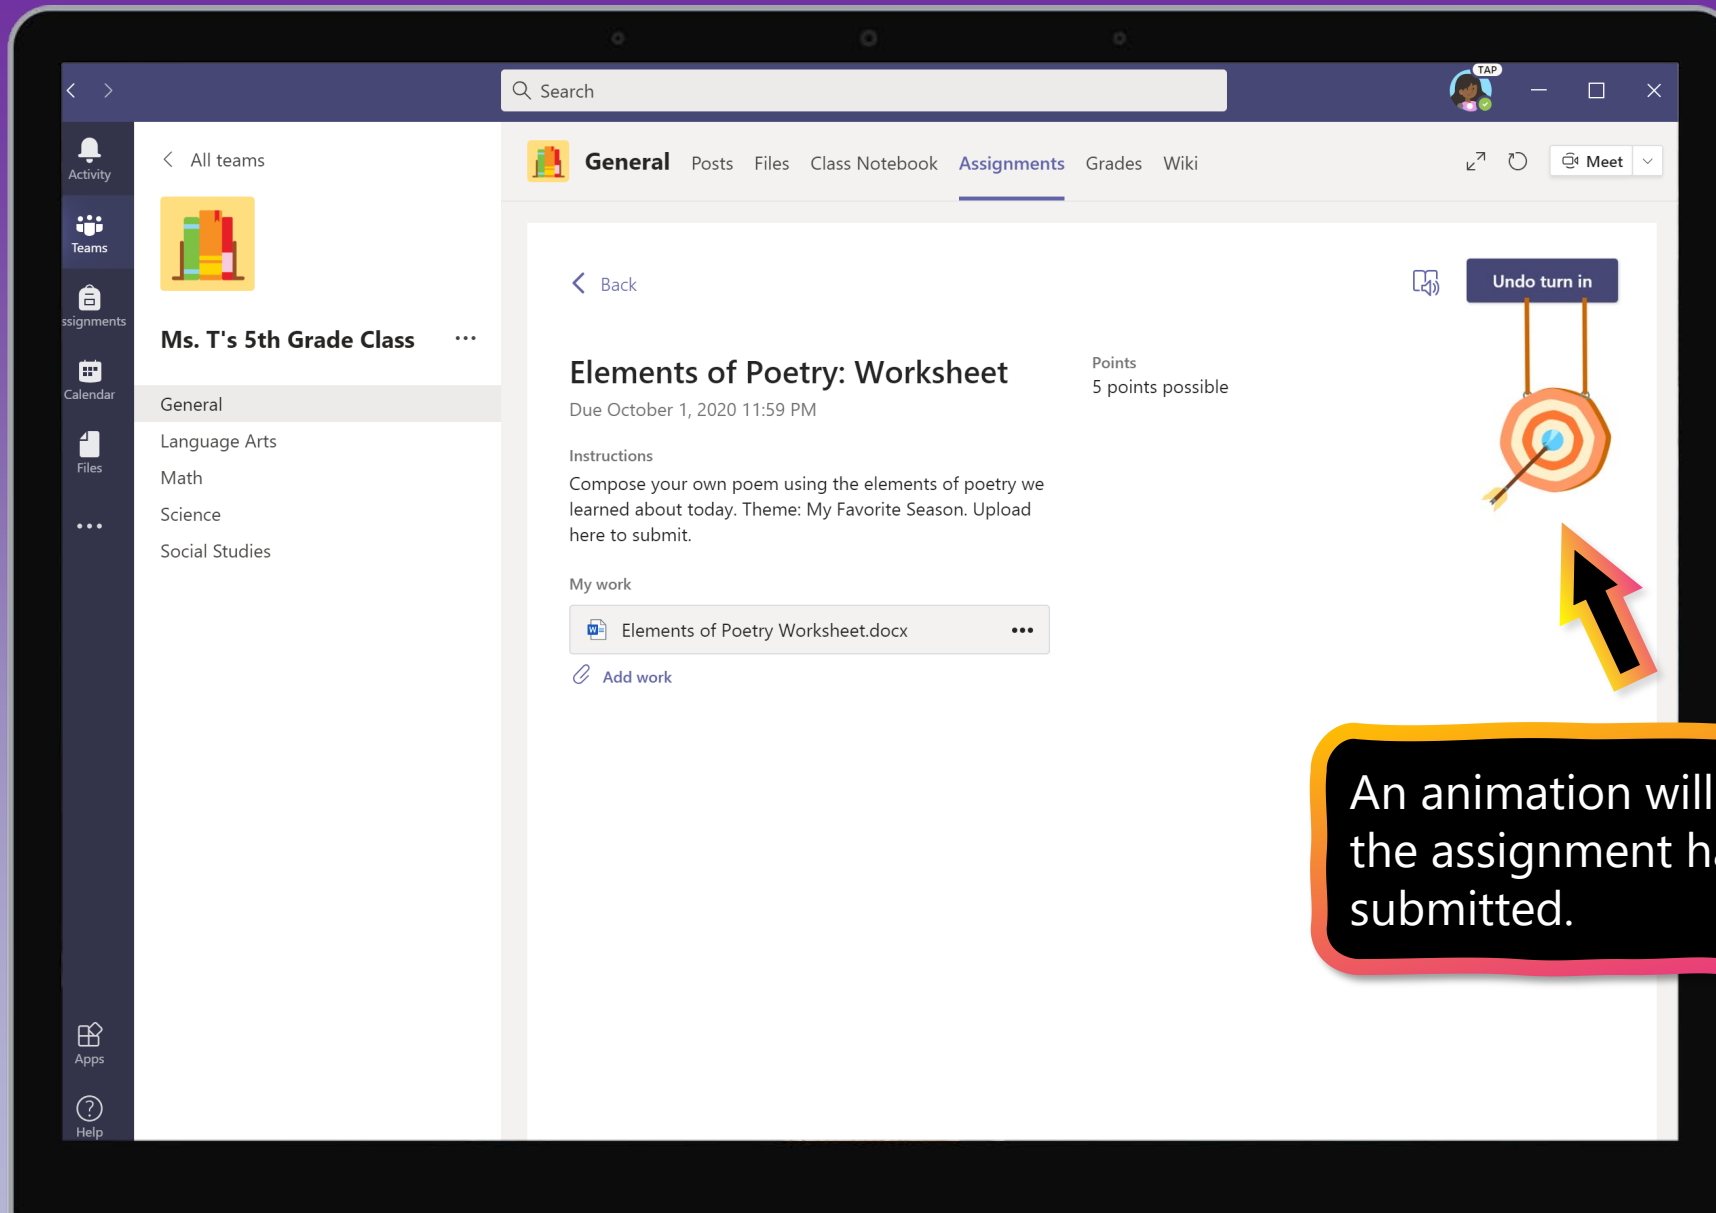 Search
TAP
Activity
Teams
ssignments
Calendar
Files
Apps
Help
All teams
Ms. T's 5th Grade Class
General
Language Arts
Math
Science
Social Studies
General Posts Files Class Notebook Assignments Grades Wiki
Meet
Back
Undo turn in
Elements of Poetry: Worksheet
Due October 1, 2020 11:59 PM
Points
5 points possible
Instructions
Compose your own poem using the elements of poetry we
learned about today. Theme: My Favorite Season. Upload
here to submit.
My work
Elements of Poetry Worksheet.docx
Add work
An animation will
the assignment ha
submitted.